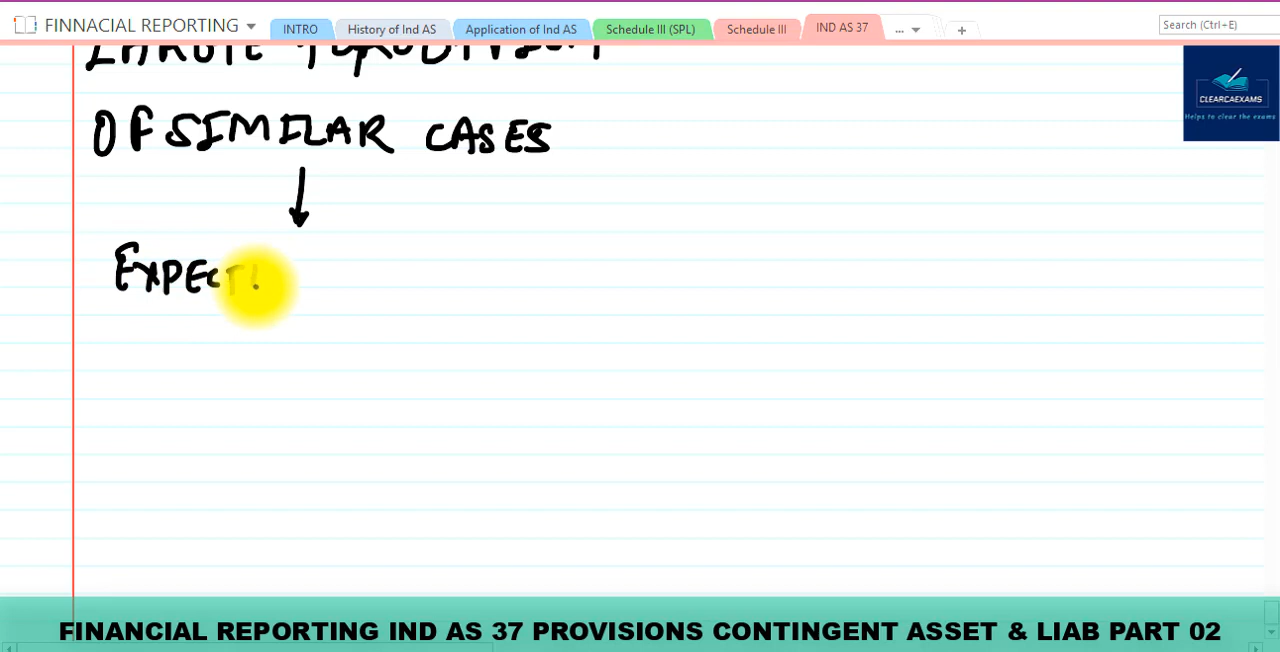 FINNACIAL REPORTING
INTRO
History of Ind AS
Application of Ind AS
Schedule III (SPL)
Schedule III
IND AS 37
...
+
Search (Ctrl+E)
CLEARCAEXAMS
Helps to clear the exams
OF SIMILAR CASES
EXPECT
FINANCIAL REPORTING IND AS 37 PROVISIONS CONTINGENT ASSET & LIAB PART 02